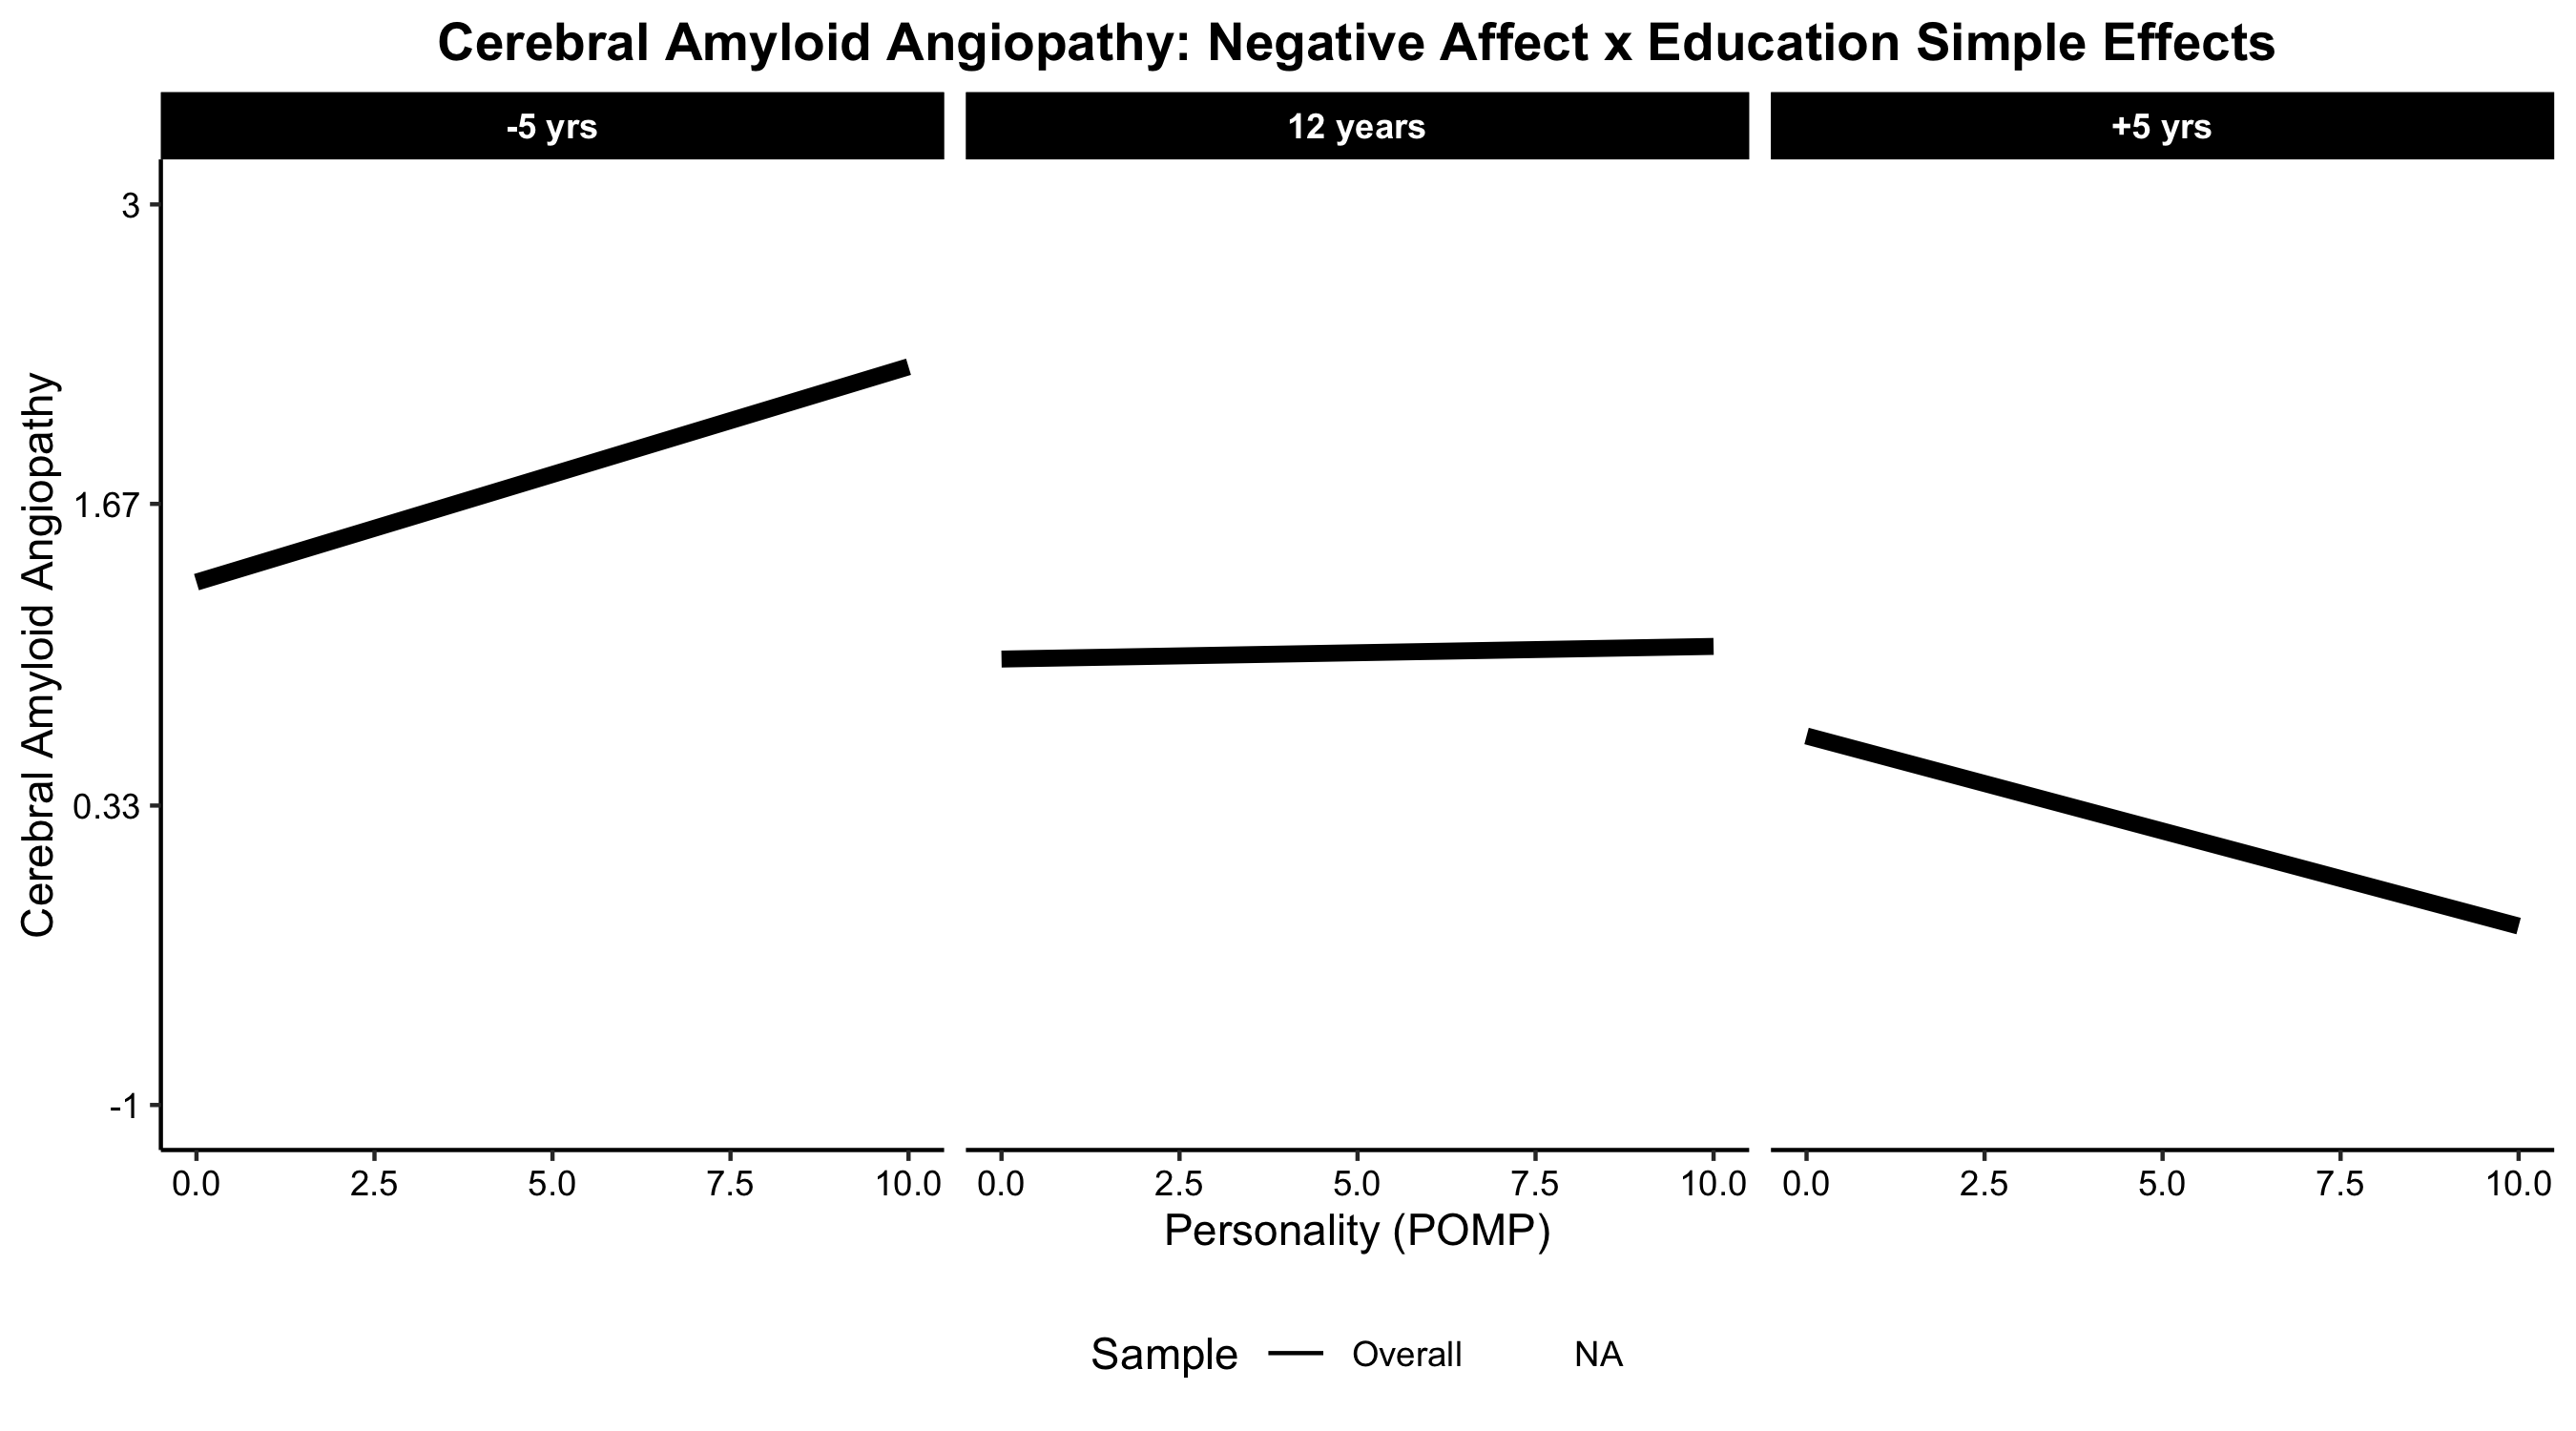 Cerebral Amyloid Angiopathy: Negative Affect x Education Simple Effects
-5 yrs 12 years +5 yrs
Cerebral Amyloid Angiopathy
3
1.67
0.33
-1
0.0 2.5 5.0 7.5 10.0 0.0 2.5 5.0 7.5 10.0 0.0 2.5 5.0 7.5 10.0
Personality (POMP)
Sample Overall NA